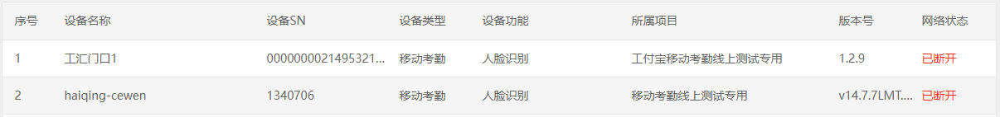 序号 设备名称 设备SN 设备类型 设备功能 所属项目 版本号 网络状态
1 工汇门口1 0000000021495321... 移动考勤 人脸识别 工付宝移动考勤线上测试专用 1.2.9 已断开
2 haiqing-cewen 1340706 移动考勤 人脸识别 移动考勤线上测试专用 v14.7.7LMT.... 已断开